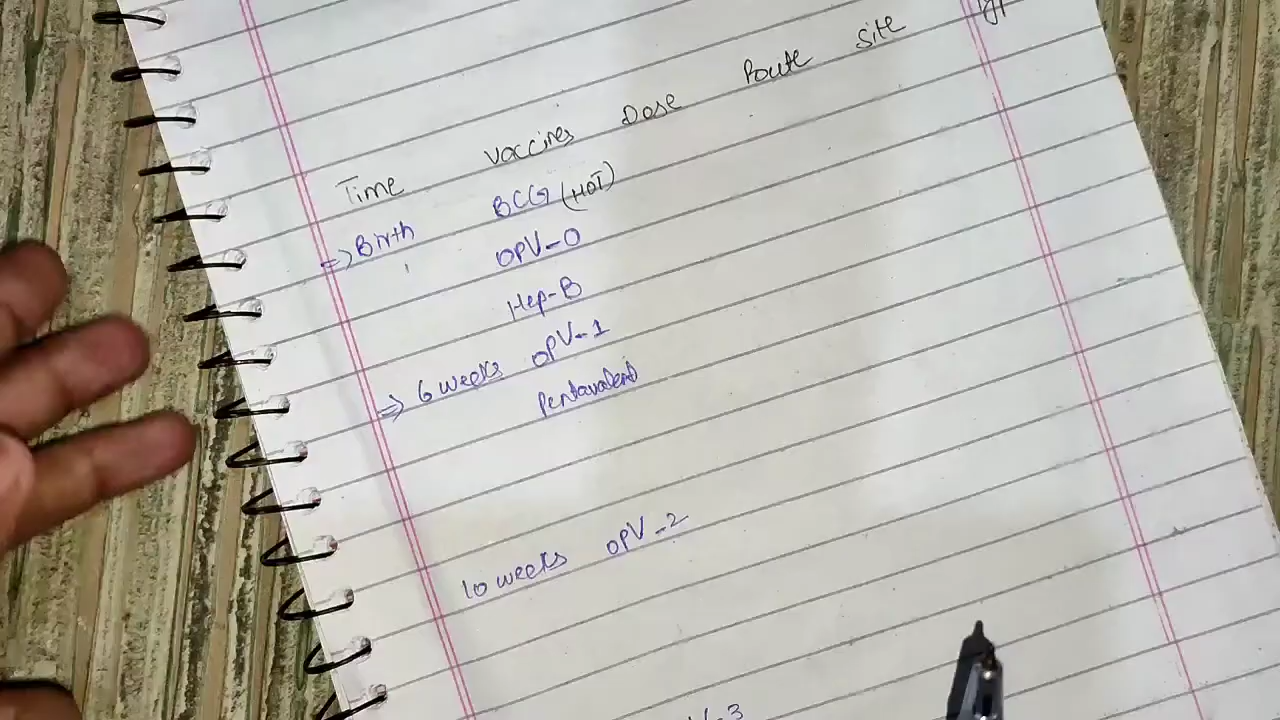 Time Vaccines Dose Route Site
=> Birth BCG (HOT)
OPV-0
Hep-B
=> 6 weeks OPV-1
Pentavalent
10 weeks OPV-2